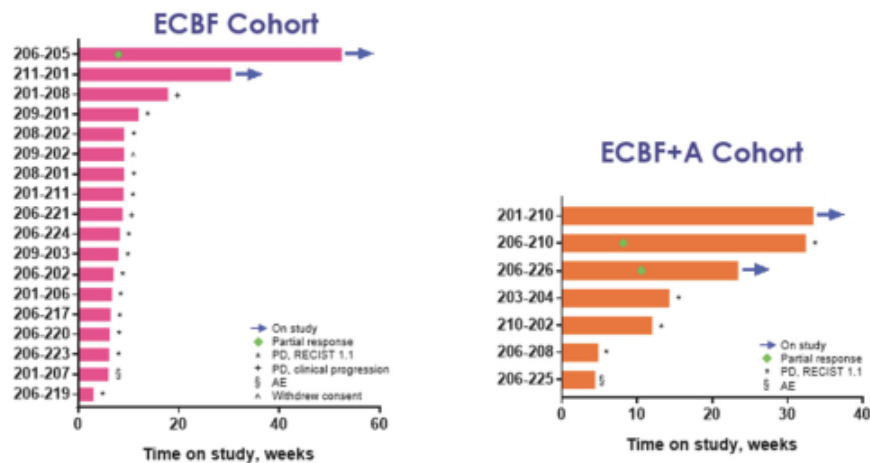 ECBF Cohort
206-205
211-201
201-208
209-201
208-202
209-202
208-201
201-211
206-221
206-224
209-203
206-202
201-206
206-217
206-220
206-223
201-207
206-219
+
*
*
^
*
*
*
*
*
*
*
*
*
*
§
*
On study
Partial response
* PD, RECIST 1.1
+ PD, clinical progression
§ AE
^ Withdrew consent
0 20 40 60
Time on study, weeks
ECBF+A Cohort
201-210
206-210
206-226
203-204
210-202
206-208
206-225
*
*
*
*
§
On study
Partial response
* PD, RECIST 1.1
§ AE
0 10 20 30 40
Time on study, weeks